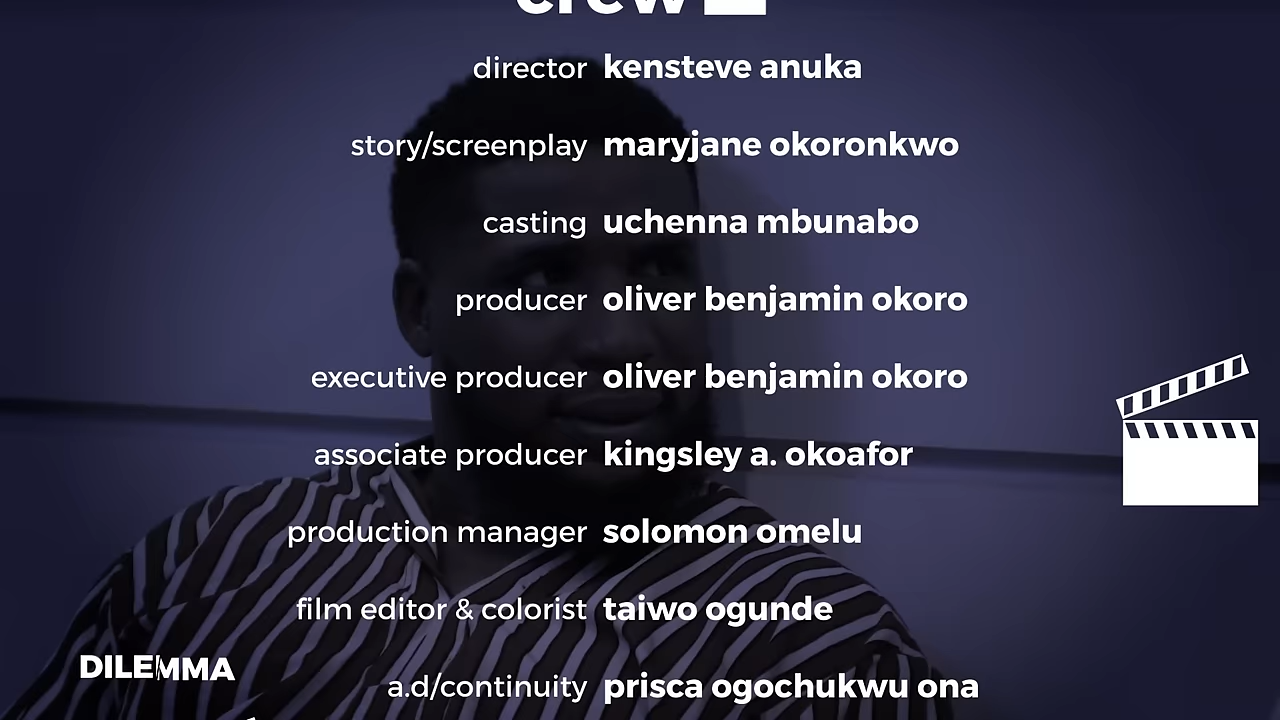 crew
director kensteve anuka
story/screenplay maryjane okoronkwo
casting uchenna mbunabo
producer oliver benjamin okoro
executive producer oliver benjamin okoro
associate producer kingsley a. okoafor
production manager solomon omelu
film editor & colorist taiwo ogunde
a.d/continuity prisca ogochukwu ona
DILEMMA